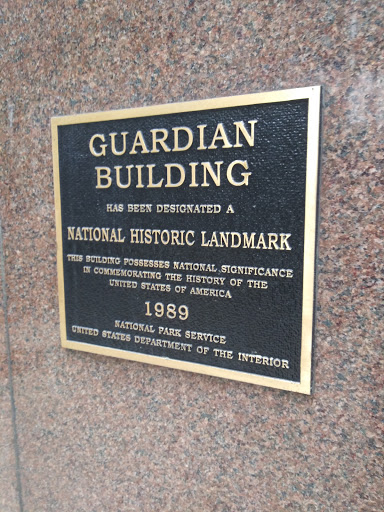 GUARDIAN
BUILDING
HAS BEEN DESIGNATED A
NATIONAL HISTORIC LANDMARK
THIS BUILDING POSSESSES NATIONAL SIGNIFICANCE
IN COMMEMORATING THE HISTORY OF THE
UNITED STATES OF AMERICA
1989
NATIONAL PARK SERVICE
UNITED STATES DEPARTMENT OF THE INTERIOR